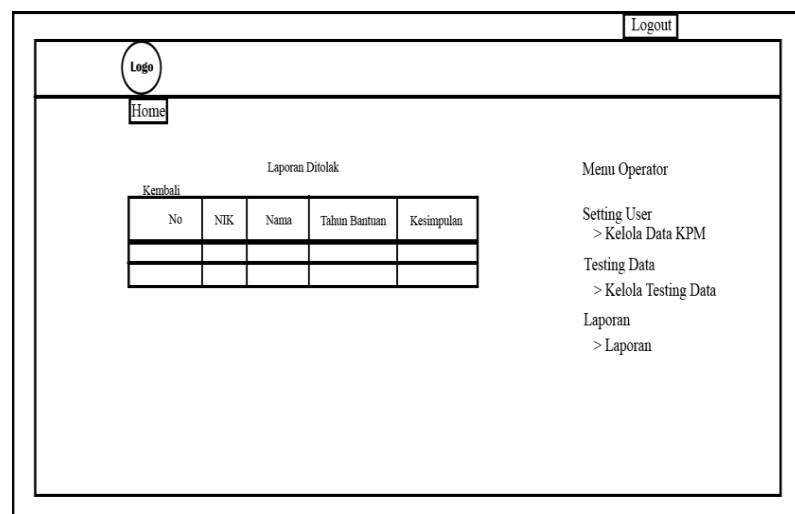 Logout
Logo
Home
Laporan Ditolak
Kembali
No NIK Nama Tahun Bantuan Kesimpulan
Menu Operator
Setting User
> Kelola Data KPM
Testing Data
> Kelola Testing Data
Laporan
> Laporan